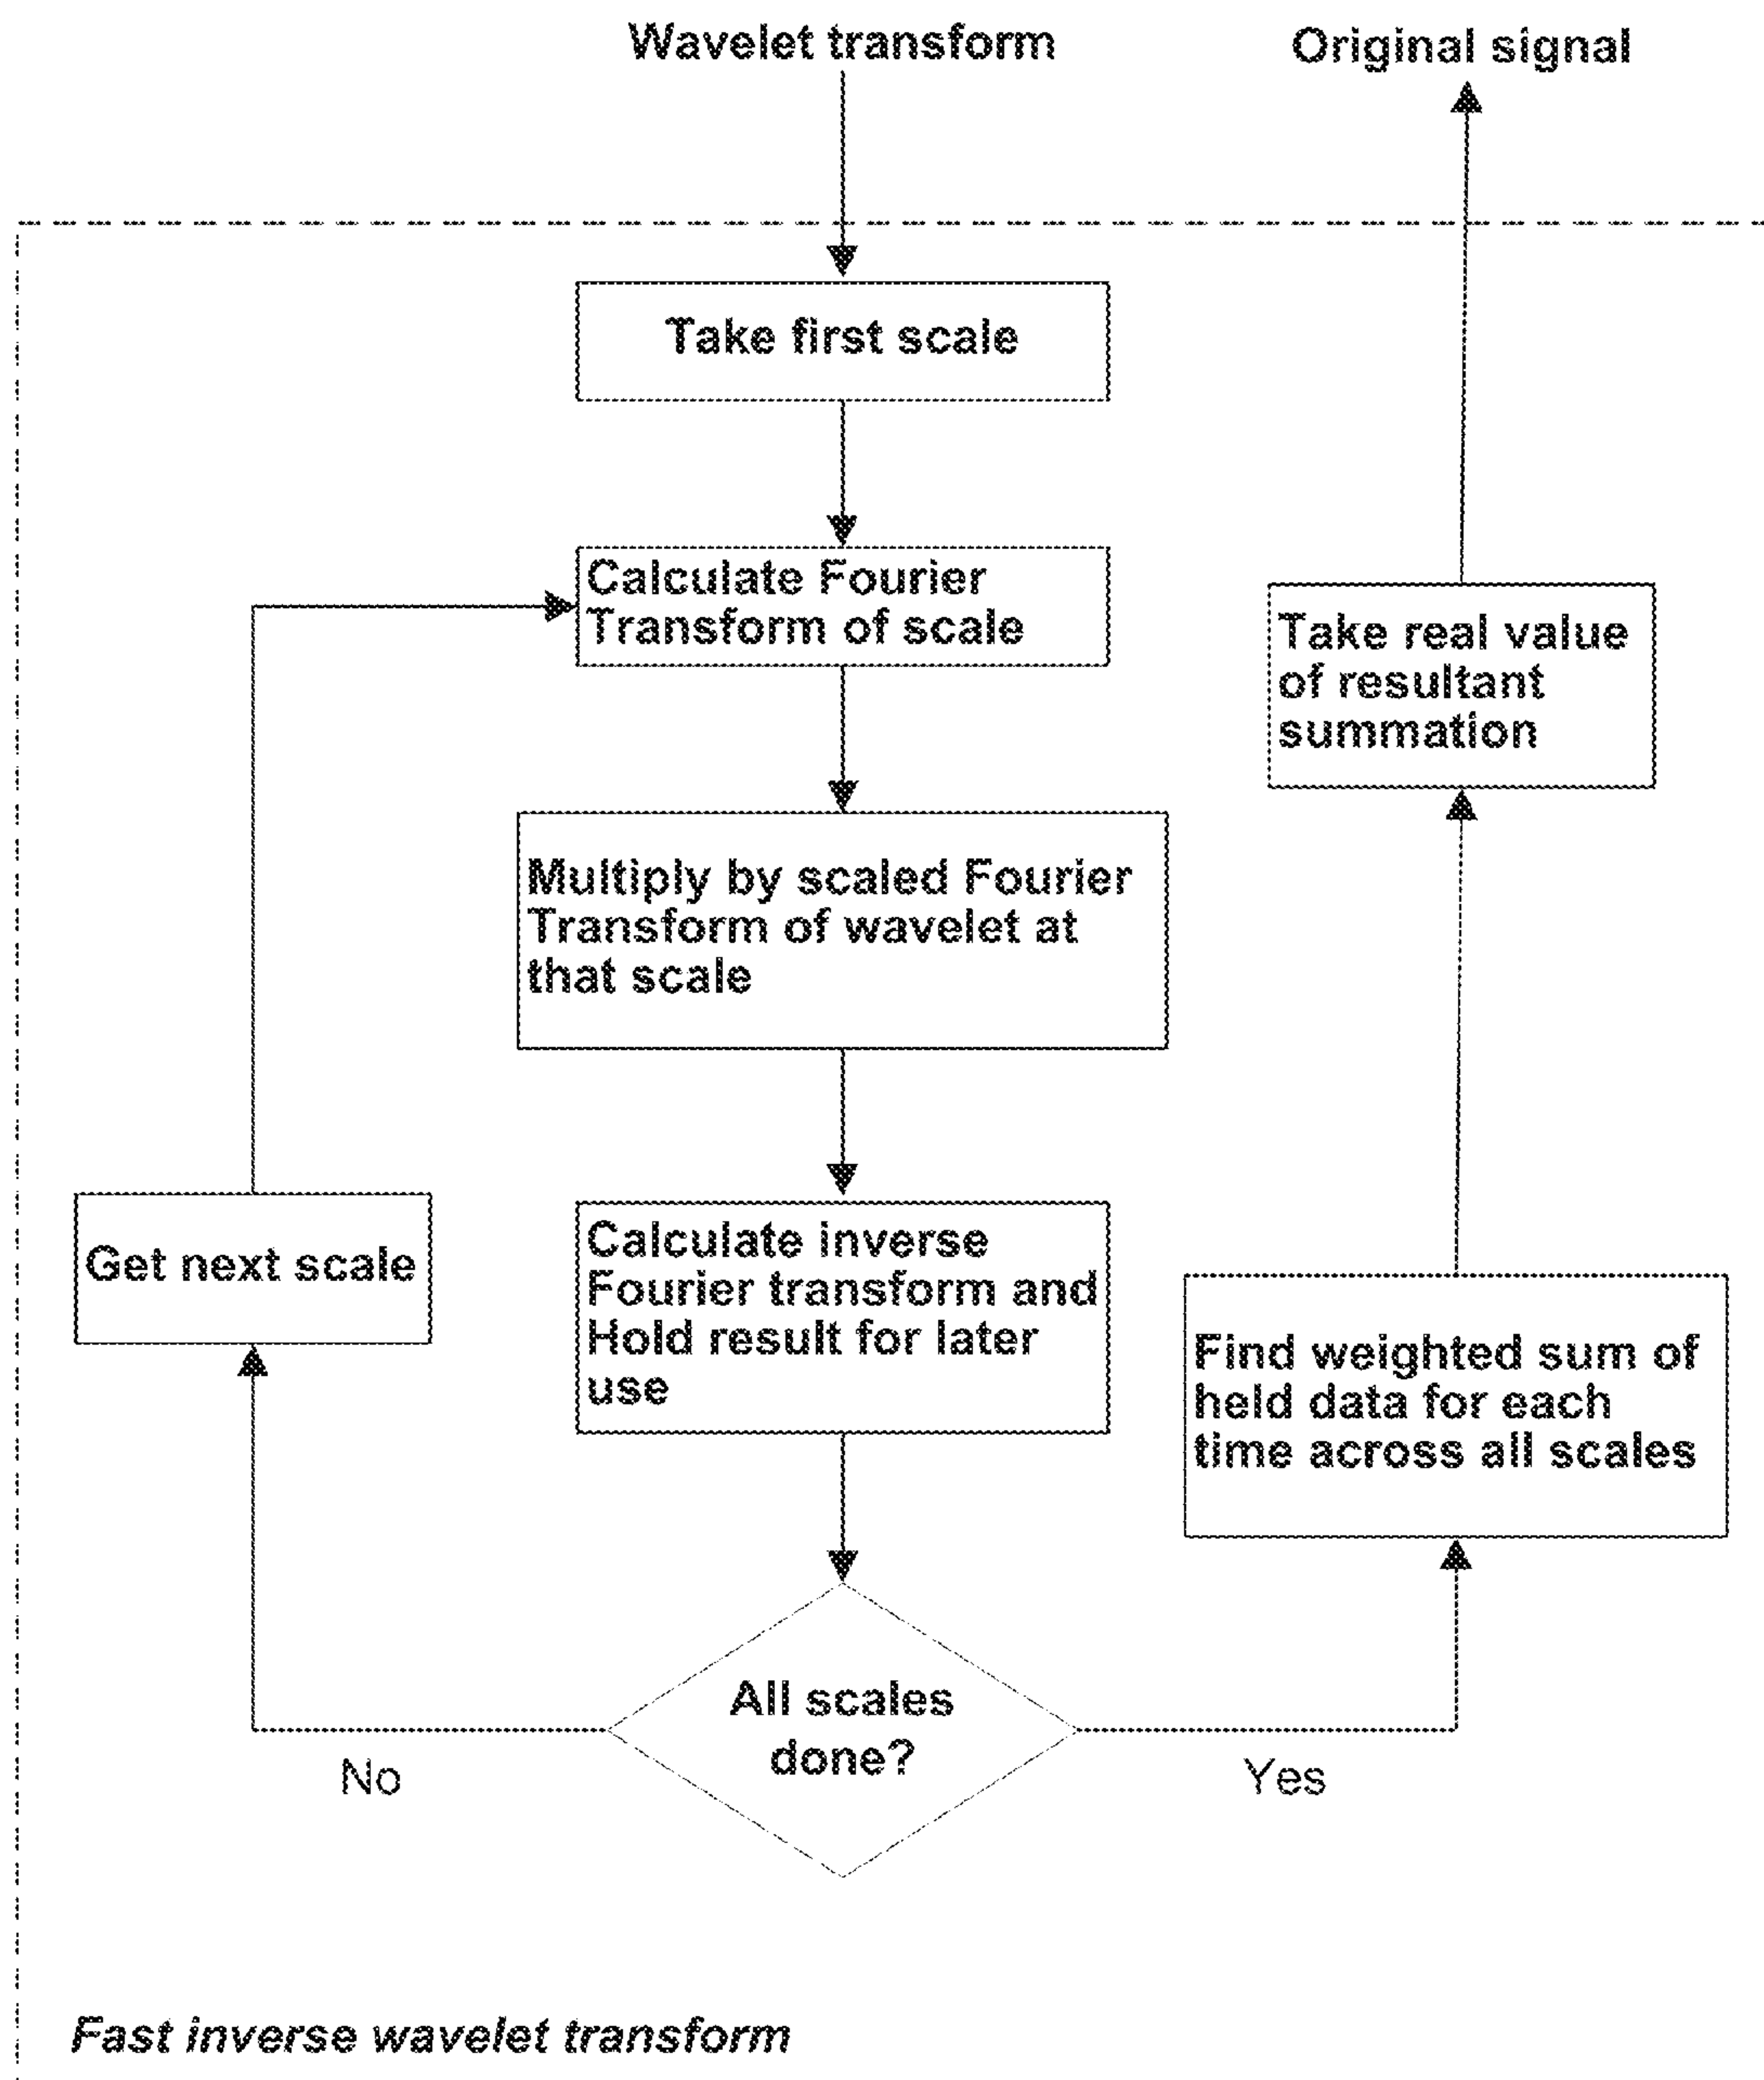 Wavelet transform
Original signal
Take first scale
Calculate Fourier
Transform of scale
Take real value
of resultant
summation
Multiply by scaled Fourier
Transform of wavelet at
that scale
Get next scale
Calculate inverse
Fourier transform and
Hold result for later
use
Find weighted sum of
held data for each
time across all scales
All scales
done?
No
Yes
Fast inverse wavelet transform